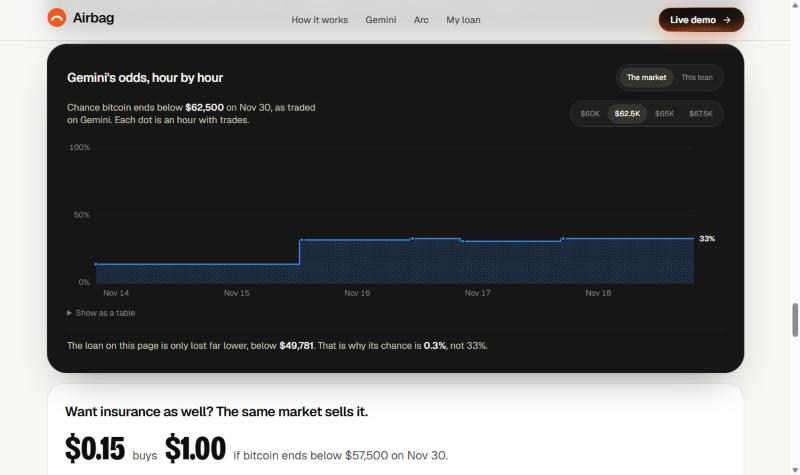 Airbag
How it works Gemini Arc My loan
Live demo →
Gemini's odds, hour by hour
The market This loan
Chance bitcoin ends below $62,500 on Nov 30, as traded
on Gemini. Each dot is an hour with trades.
$60K $62.5K $65K $67.5K
100%
50%
33%
0%
Nov 14 Nov 15 Nov 16 Nov 17 Nov 18
Show as a table
The loan on this page is only lost far lower, below $49,781. That is why its chance is 0.3%, not 33%.
Want insurance as well? The same market sells it.
$0.15 buys $1.00 if bitcoin ends below $57,500 on Nov 30.